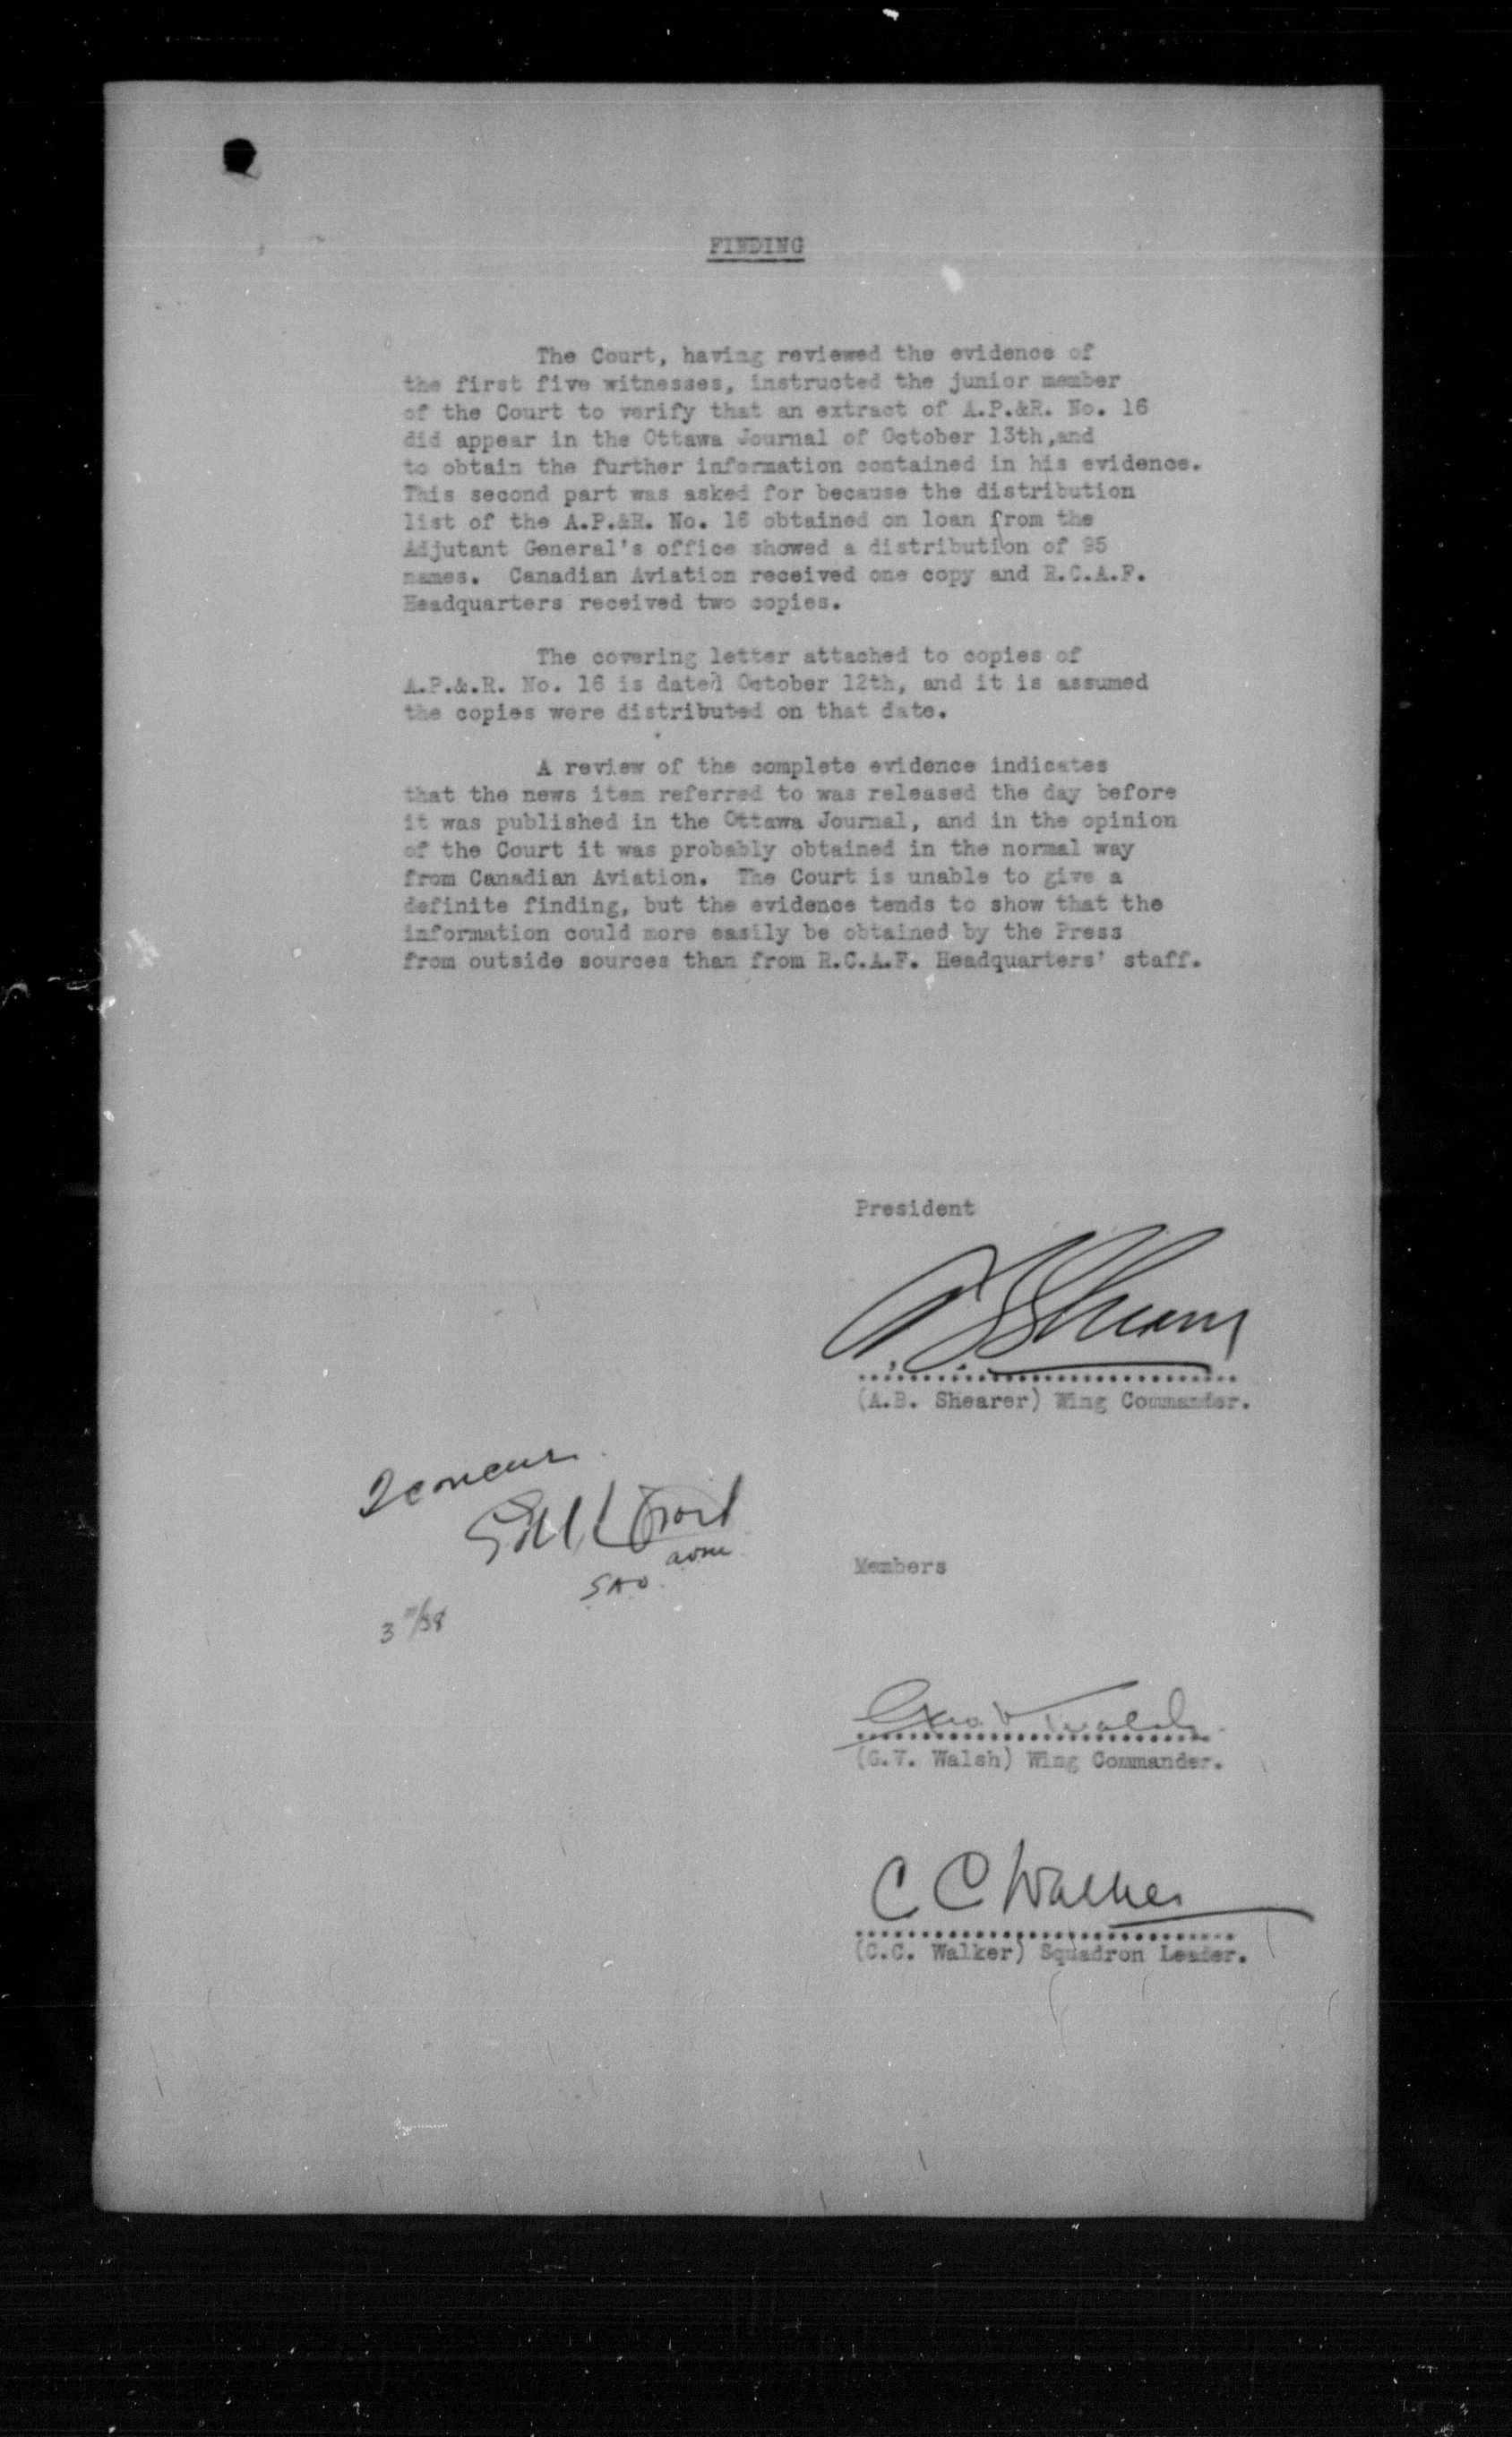 FINDING
The Court, having reviewed the evidence of
the first five witnesses, instructed the junior member
of the Court to verify that an extract of A.P.&R. No. 16
did appear in the Ottawa Journal of October 13th,and
to obtain the further information contained in his evidence.
This second part was asked for because the distribution
list of the A.P.&R. No. 16 obtained on loan from the
Adjutant General's office showed a distribution of 95
names. Canadian Aviation received one copy and R.C.A.F.
Headquarters received two copies.
The covering letter attached to copies of
A.P.&.R. No. 16 is dated October 12th, and it is assumed
the copies were distributed on that date.
A review of the complete evidence indicates
that the news item referred to was released the day before
it was published in the Ottawa Journal, and in the opinion
of the Court it was probably obtained in the normal way
from Canadian Aviation. The Court is unable to give a
definite finding, but the evidence tends to show that the
information could more easily be obtained by the Press
from outside sources than from R.C.A.F. Headquarters' staff.
President
A B Shearer
(A.B. Shearer) Wing Commander.
I concur.
SAO.
3 11/38
Members
Geo V Walsh
(G.V. Walsh) Wing Commander.
C C Walker
(C.C. Walker) Squadron Leader.